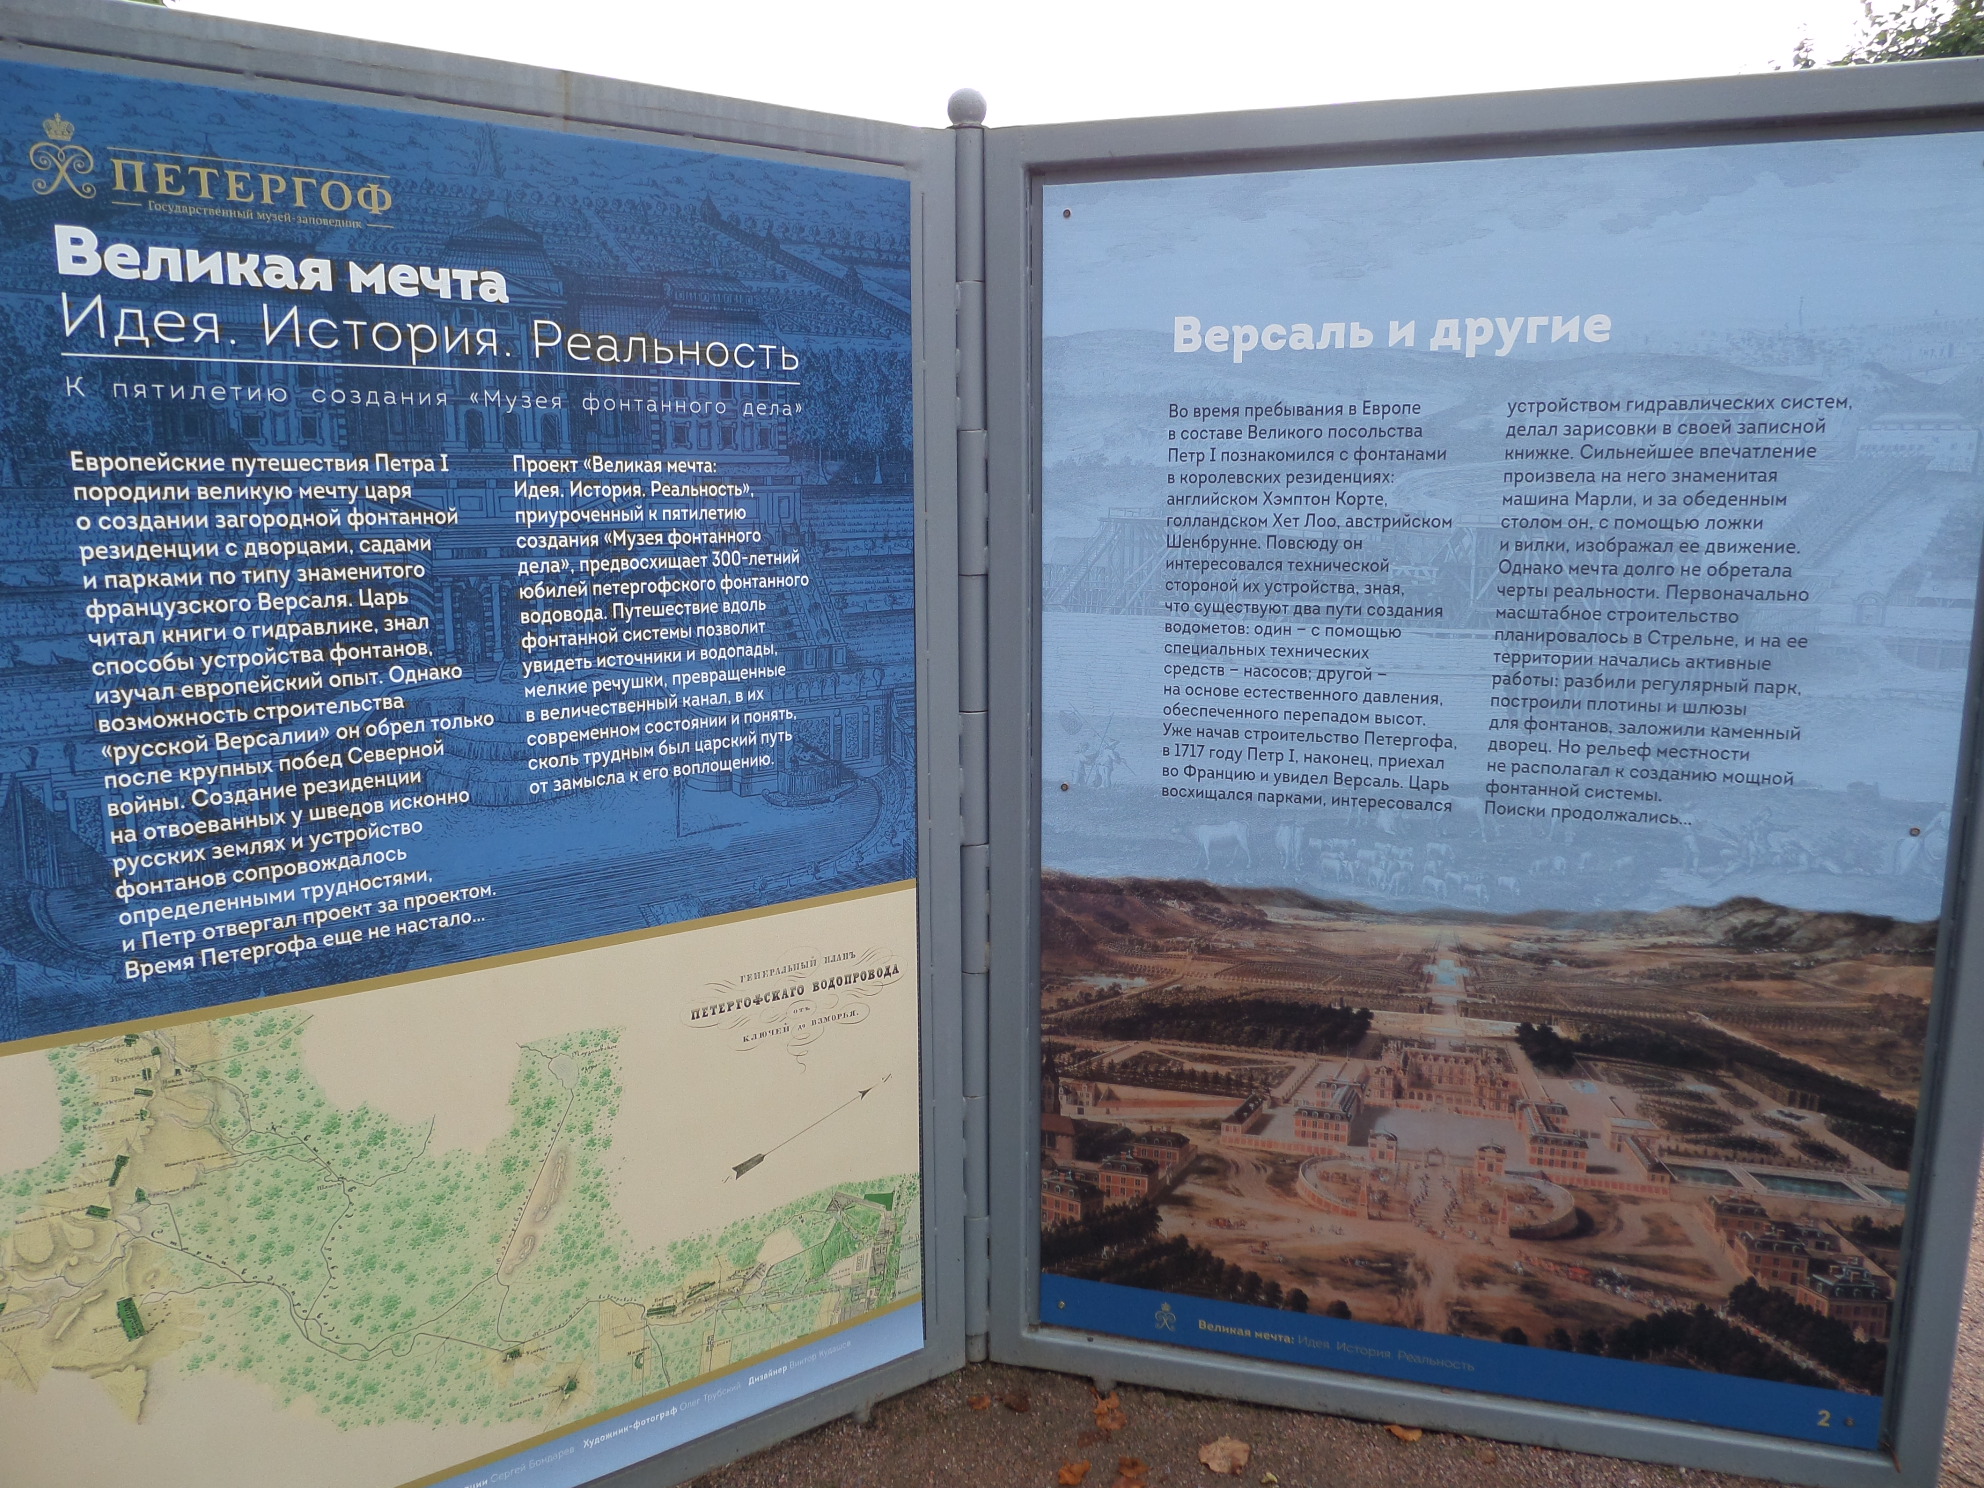 ПЕТЕРГОФ
Государственный музей-заповедник
Великая мечта
Идея. История. Реальность
К пятилетию создания «Музея фонтанного дела»
Европейские путешествия Петра I
породили великую мечту царя
о создании загородной фонтанной
резиденции с дворцами, садами
и парками по типу знаменитого
французского Версаля. Царь
читал книги о гидравлике, знал
способы устройства фонтанов,
изучал европейский опыт. Однако
возможность строительства
«русской Версалии» он обрел только
после крупных побед Северной
войны. Создание резиденции
на отвоеванных у шведов исконно
русских землях и устройство
фонтанов сопровождалось
определенными трудностями,
и Петр отвергал проект за проектом.
Время Петергофа еще не настало...
Проект «Великая мечта:
Идея. История. Реальность»,
приуроченный к пятилетию
создания «Музея фонтанного
дела», предвосхищает 300-летний
юбилей петергофского фонтанного
водовода. Путешествие вдоль
фонтанной системы позволит
увидеть источники и водопады,
мелкие речушки, превращенные
в величественный канал, в их
современном состоянии и понять,
сколь трудным был царский путь
от замысла к его воплощению.
ГЕНЕРАЛЬНЫЙ ПЛАНЪ
ПЕТЕРГОФСКАГО ВОДОПРОВОДА
отъ
КЛЮЧЕЙ до ВЗМОРЬЯ.
Сергей Бондарев Художник-фотограф Олег Трубский Дизайнер Виктор Кудашов
Версаль и другие
Во время пребывания в Европе
в составе Великого посольства
Петр I познакомился с фонтанами
в королевских резиденциях:
английском Хэмптон Корте,
голландском Хет Лоо, австрийском
Шенбрунне. Повсюду он
интересовался технической
стороной их устройства, зная,
что существуют два пути создания
водометов: один – с помощью
специальных технических
средств – насосов; другой –
на основе естественного давления,
обеспеченного перепадом высот.
Уже начав строительство Петергофа,
в 1717 году Петр I, наконец, приехал
во Францию и увидел Версаль. Царь
восхищался парками, интересовался
устройством гидравлических систем,
делал зарисовки в своей записной
книжке. Сильнейшее впечатление
произвела на него знаменитая
машина Марли, и за обеденным
столом он, с помощью ложки
и вилки, изображал ее движение.
Однако мечта долго не обретала
черты реальности. Первоначально
масштабное строительство
планировалось в Стрельне, и на ее
территории начались активные
работы: разбили регулярный парк,
построили плотины и шлюзы
для фонтанов, заложили каменный
дворец. Но рельеф местности
не располагал к созданию мощной
фонтанной системы.
Поиски продолжались...
Великая мечта: Идея История Реальность
2